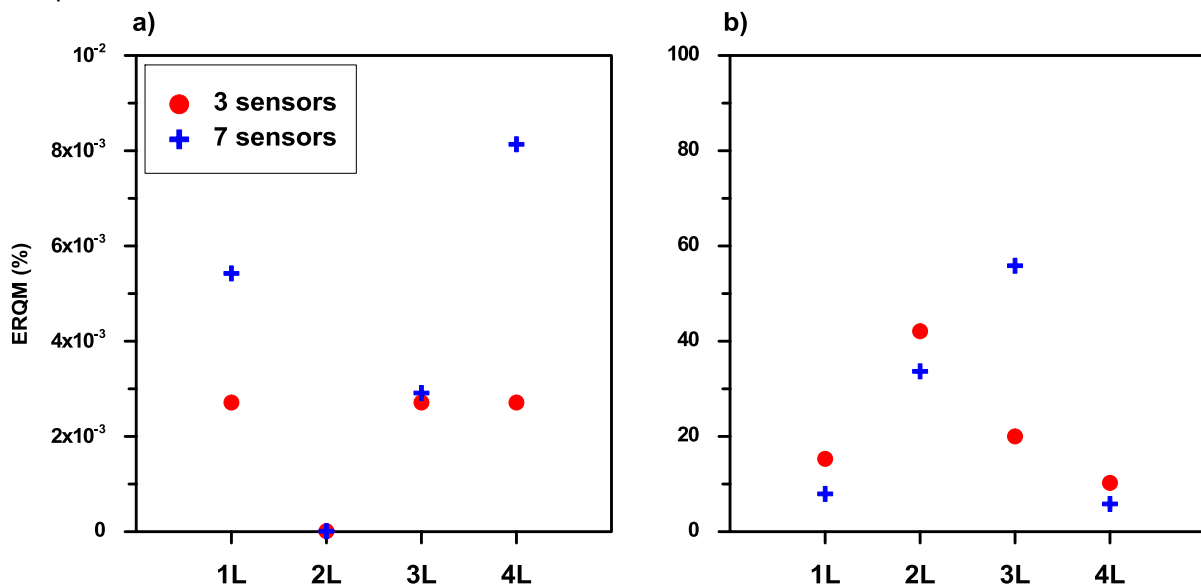 a)
b)
10⁻²
8x10⁻³
6x10⁻³
4x10⁻³
2x10⁻³
0
ERQM (%)
3 sensors
7 sensors
1L 2L 3L 4L
100
80
60
40
20
0
1L 2L 3L 4L